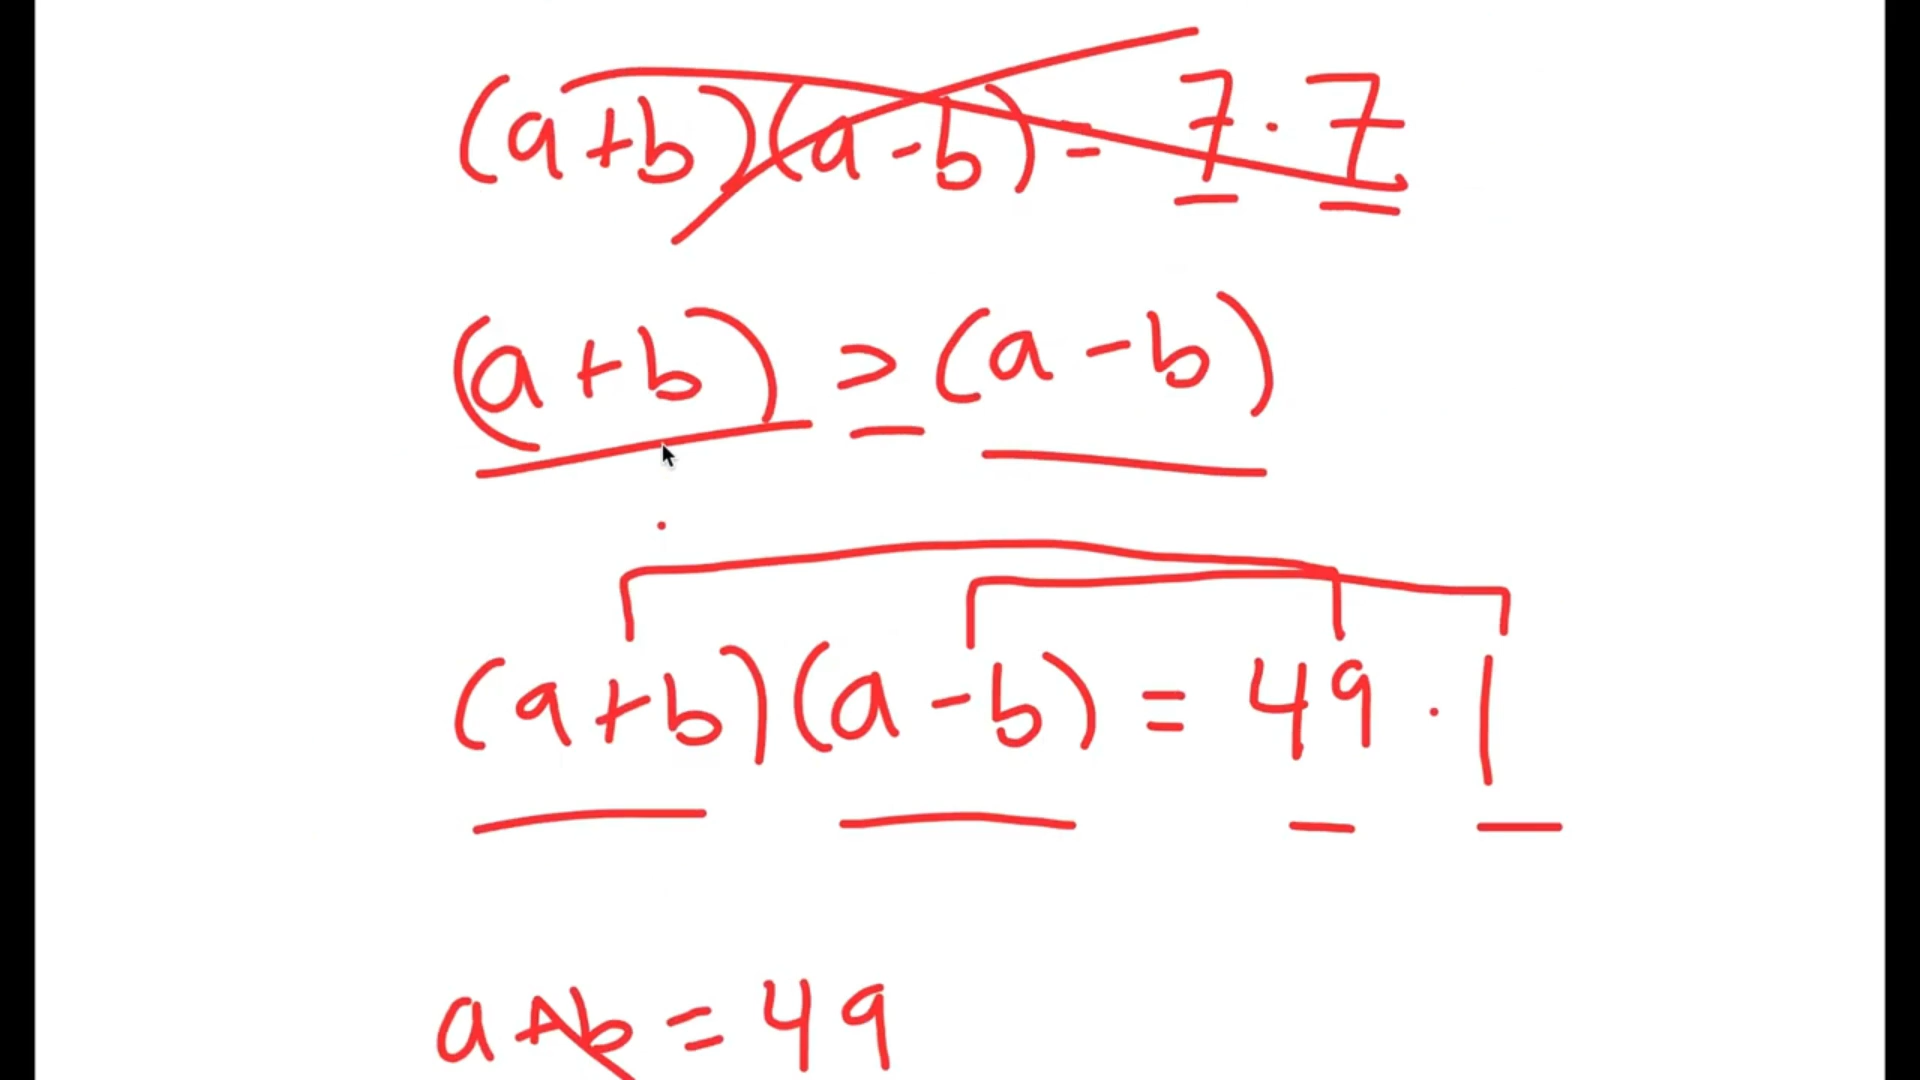 (a+b)(a-b) = 7·7
(a+b) > (a-b)
(a+b)(a-b) = 49·1
a+b = 49